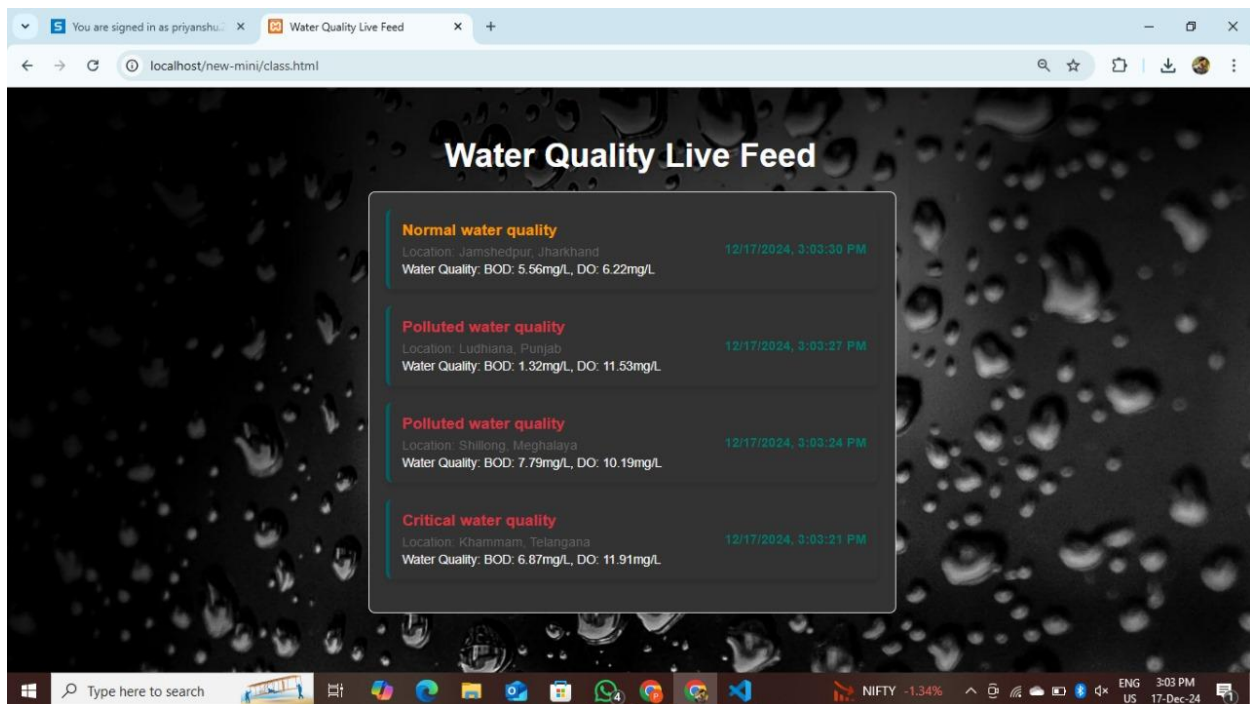 You are signed in as priyanshu.
Water Quality Live Feed
localhost/new-mini/class.html
Water Quality Live Feed
Normal water quality
Location: Jamshedpur, Jharkhand
Water Quality: BOD: 5.56mg/L, DO: 6.22mg/L
12/17/2024, 3:03:30 PM
Polluted water quality
Location: Ludhiana, Punjab
Water Quality: BOD: 1.32mg/L, DO: 11.53mg/L
12/17/2024, 3:03:27 PM
Polluted water quality
Location: Shillong, Meghalaya
Water Quality: BOD: 7.79mg/L, DO: 10.19mg/L
12/17/2024, 3:03:24 PM
Critical water quality
Location: Khammam, Telangana
Water Quality: BOD: 6.87mg/L, DO: 11.91mg/L
12/17/2024, 3:03:21 PM
Type here to search
4
NIFTY -1.34%
ENG
US
3:03 PM
17-Dec-24
1